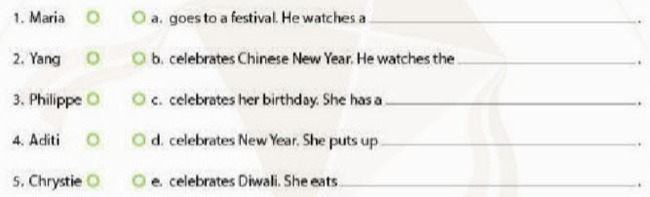 1. Maria a. goes to a festival. He watches a ______.
2. Yang b. celebrates Chinese New Year. He watches the ______.
3. Philippe c. celebrates her birthday. She has a ______.
4. Aditi d. celebrates New Year. She puts up ______.
5. Chrystie e. celebrates Diwali. She eats ______.